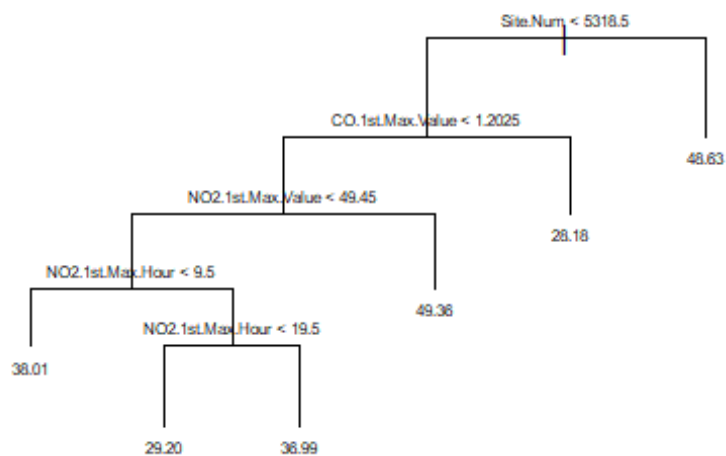 Site.Num < 5318.5
CO.1st.Max.Value < 1.2025
48.63
NO2.1st.Max.Value < 49.45
28.18
NO2.1st.Max.Hour < 9.5
49.36
NO2.1st.Max.Hour < 19.5
38.01
29.20
36.99